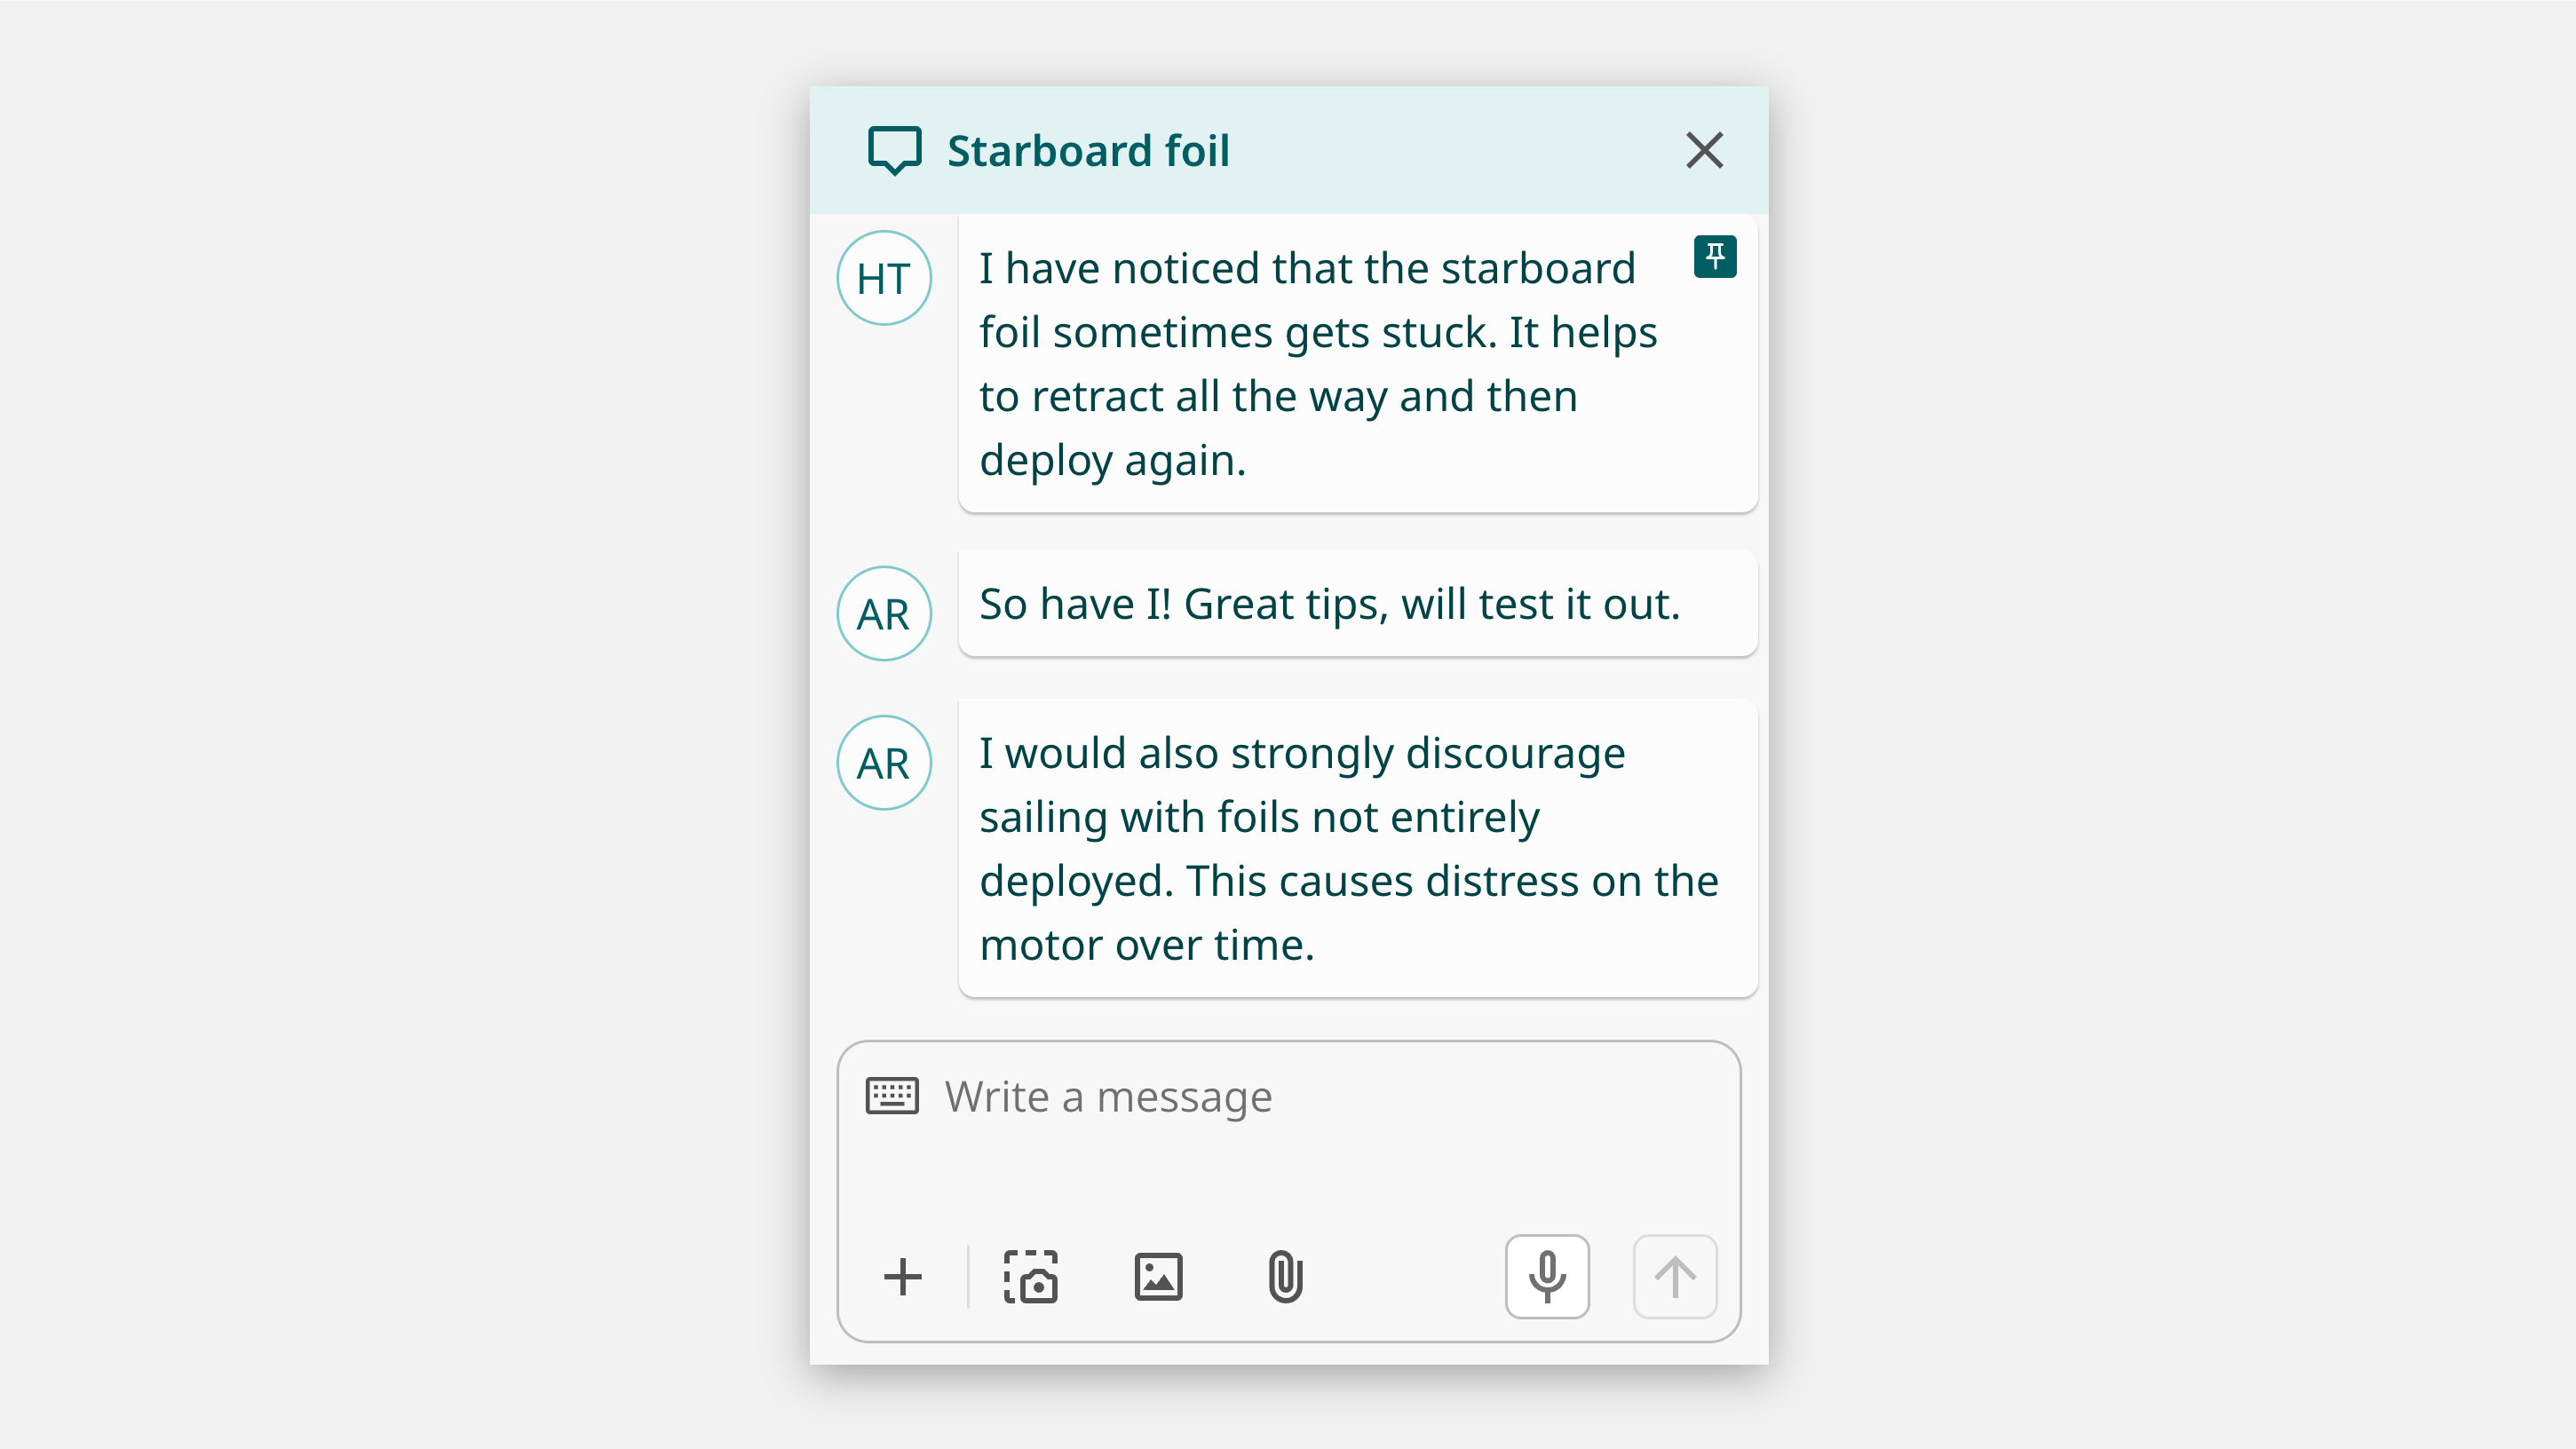 Starboard foil
HT
I have noticed that the starboard
foil sometimes gets stuck. It helps
to retract all the way and then
deploy again.
AR
So have I! Great tips, will test it out.
AR
I would also strongly discourage
sailing with foils not entirely
deployed. This causes distress on the
motor over time.
Write a message